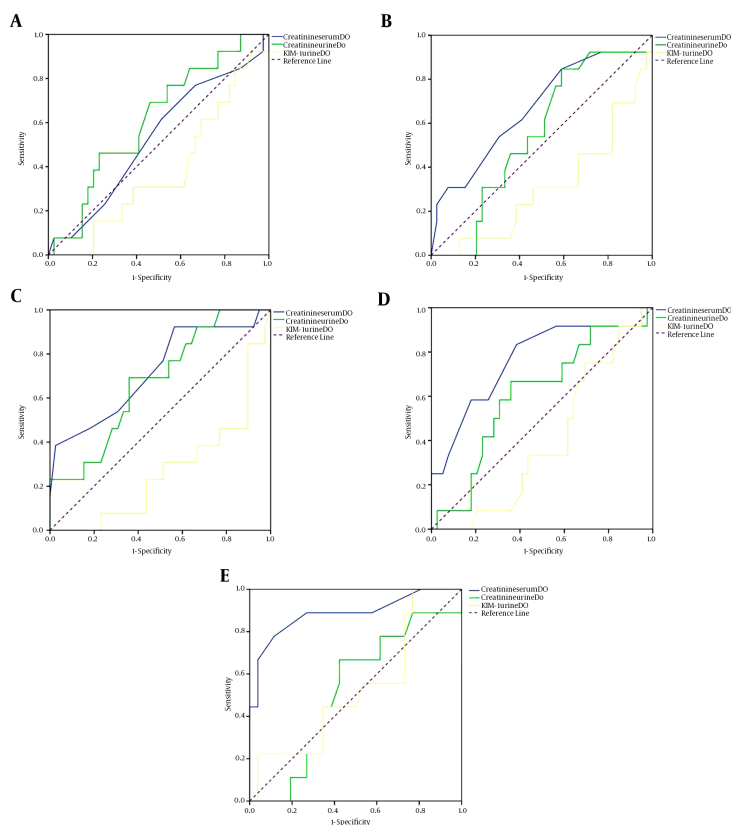 A
1.0
0.8
0.6
0.4
0.2
0.0
0.0 0.2 0.4 0.6 0.8 1.0
Sensitivity
1-Specificity
CreatinineserumDO
CreatinineurineDo
KIM-1urineDO
Reference Line
B
1.0
0.8
0.6
0.4
0.2
0.0
0.0 0.2 0.4 0.6 0.8 1.0
Sensitivity
1-Specificity
CreatinineserumDO
CreatinineurineDo
KIM-1urineDO
Reference Line
C
1.0
0.8
0.6
0.4
0.2
0.0
0.0 0.2 0.4 0.6 0.8 1.0
Sensitivity
1-Specificity
CreatinineserumDO
CreatinineurineDo
KIM-1urineDO
Reference Line
D
1.0
0.8
0.6
0.4
0.2
0.0
0.0 0.2 0.4 0.6 0.8 1.0
Sensitivity
1-Specificity
CreatinineserumDO
CreatinineurineDo
KIM-1urineDO
Reference Line
E
1.0
0.8
0.6
0.4
0.2
0.0
0.0 0.2 0.4 0.6 0.8 1.0
Sensitivity
1-Specificity
CreatinineserumDO
CreatinineurineDo
KIM-1urineDO
Reference Line